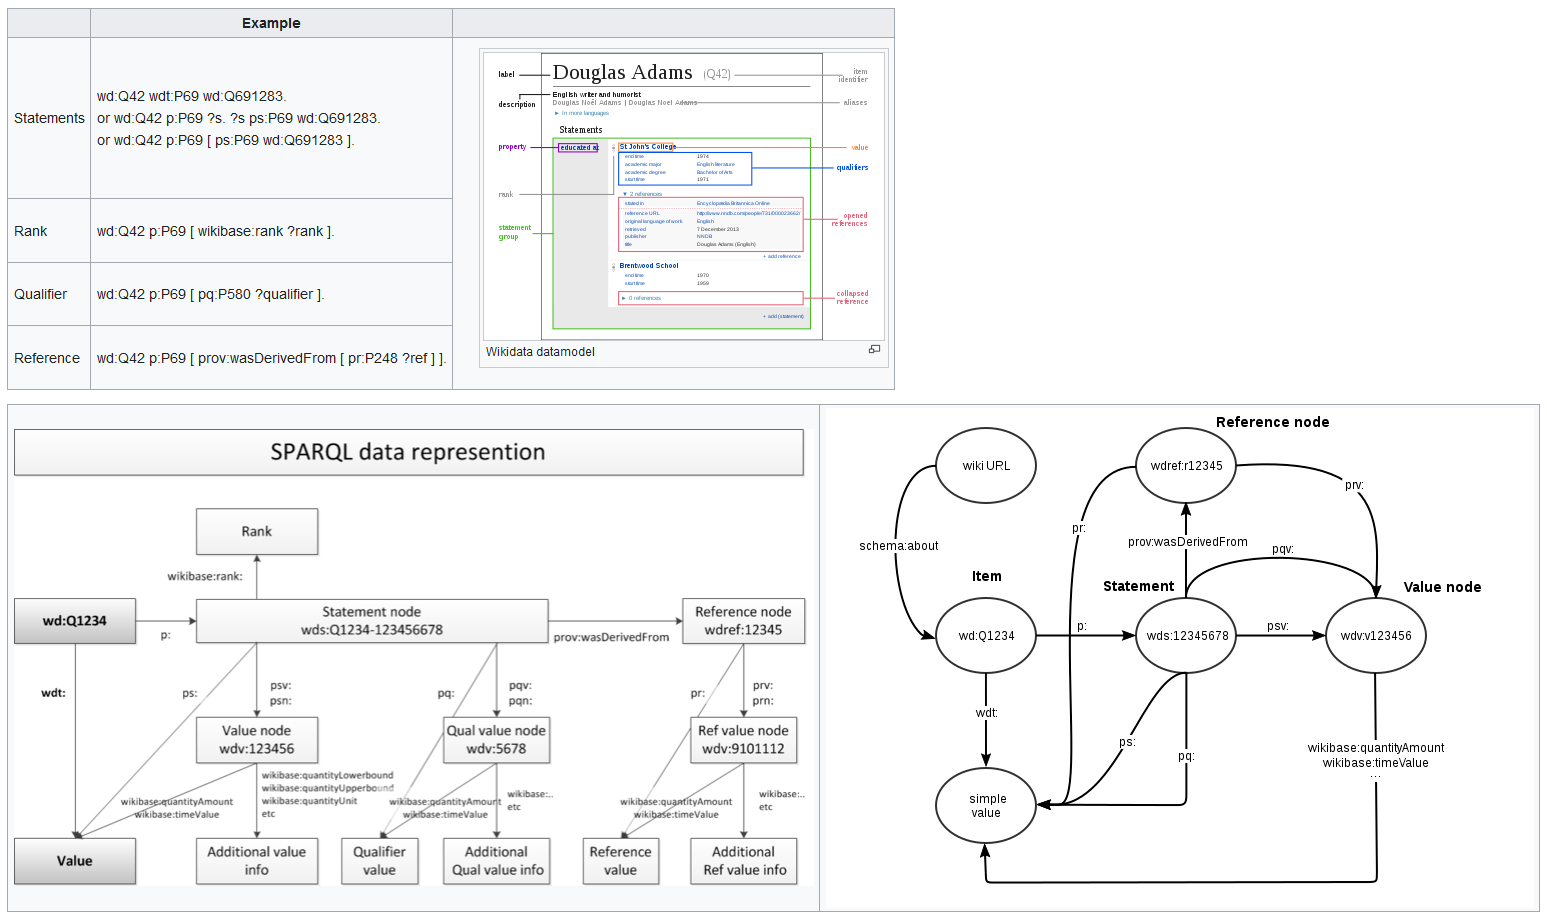 Example
Statements
wd:Q42 wdt:P69 wd:Q691283.
or wd:Q42 p:P69 ?s. ?s ps:P69 wd:Q691283.
or wd:Q42 p:P69 [ ps:P69 wd:Q691283 ].
Rank
wd:Q42 p:P69 [ wikibase:rank ?rank ].
Qualifier
wd:Q42 p:P69 [ pq:P580 ?qualifier ].
Reference
wd:Q42 p:P69 [ prov:wasDerivedFrom [ pr:P248 ?ref ] ].
label
Douglas Adams (Q42)
item
identifier
description
English writer and humorist
Douglas Noël Adams | Douglas Noel Adams
aliases
► In more languages
Statements
property
educated at
St John's College
value
end time 1974
academic major English literature
academic degree Bachelor of Arts
start time 1971
qualifiers
rank
▼ 2 references
stated in Encyclopædia Britannica Online
reference URL http://www.nndb.com/people/731/000023662/
original language of work English
retrieved 7 December 2013
publisher NNDB
title Douglas Adams (English)
opened
references
statement
group
+ add reference
Brentwood School
end time 1970
start time 1959
► 0 references
collapsed
reference
+ add (statement)
Wikidata datamodel
SPARQL data represention
Rank
wikibase:rank:
wd:Q1234
p:
Statement node
wds:Q1234-123456678
prov:wasDerivedFrom
Reference node
wdref:12345
wdt:
ps:
psv:
psn:
pq:
pqv:
pqn:
pr:
prv:
prn:
Value node
wdv:123456
Qual value node
wdv:5678
Ref value node
wdv:9101112
wikibase:quantityAmount
wikibase:timeValue
wikibase:quantityLowerbound
wikibase:quantityUpperbound
wikibase:quantityUnit
etc
wikibase:quantityAmount
wikibase:timeValue
wikibase:..
etc
wikibase:quantityAmount
wikibase:timeValue
wikibase:..
etc
Value
Additional value
info
Qualifier
value
Additional
Qual value info
Reference
value
Additional
Ref value info
Reference node
wiki URL
wdref:r12345
prv:
pr:
schema:about
prov:wasDerivedFrom
pqv:
Item
Statement
Value node
wd:Q1234
p:
wds:12345678
psv:
wdv:v123456
wdt:
ps:
pq:
wikibase:quantityAmount
wikibase:timeValue
...
simple
value